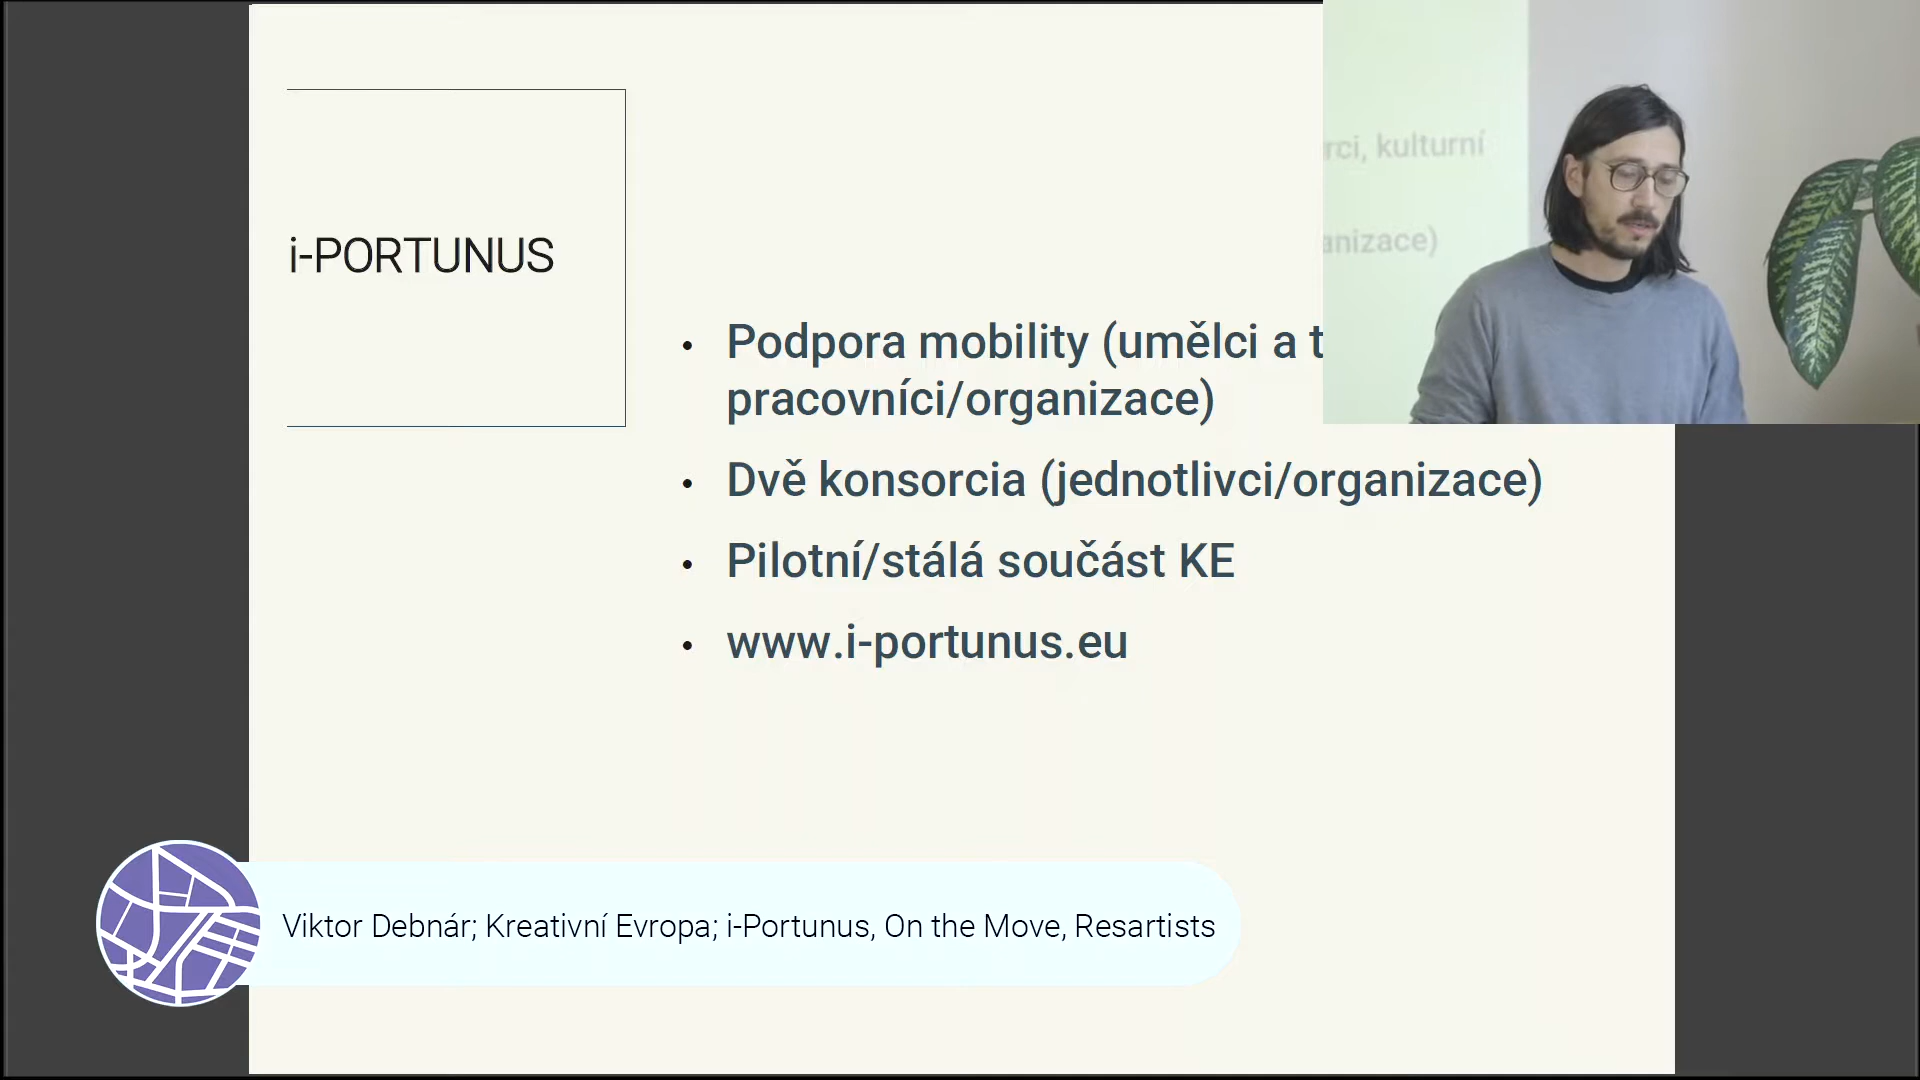 i-PORTUNUS
• Podpora mobility (umělci a t
pracovníci/organizace)
• Dvě konsorcia (jednotlivci/organizace)
• Pilotní/stálá součást KE
• www.i-portunus.eu
rci, kulturní
anizace)
Viktor Debnár; Kreativní Evropa; i-Portunus, On the Move, Resartists